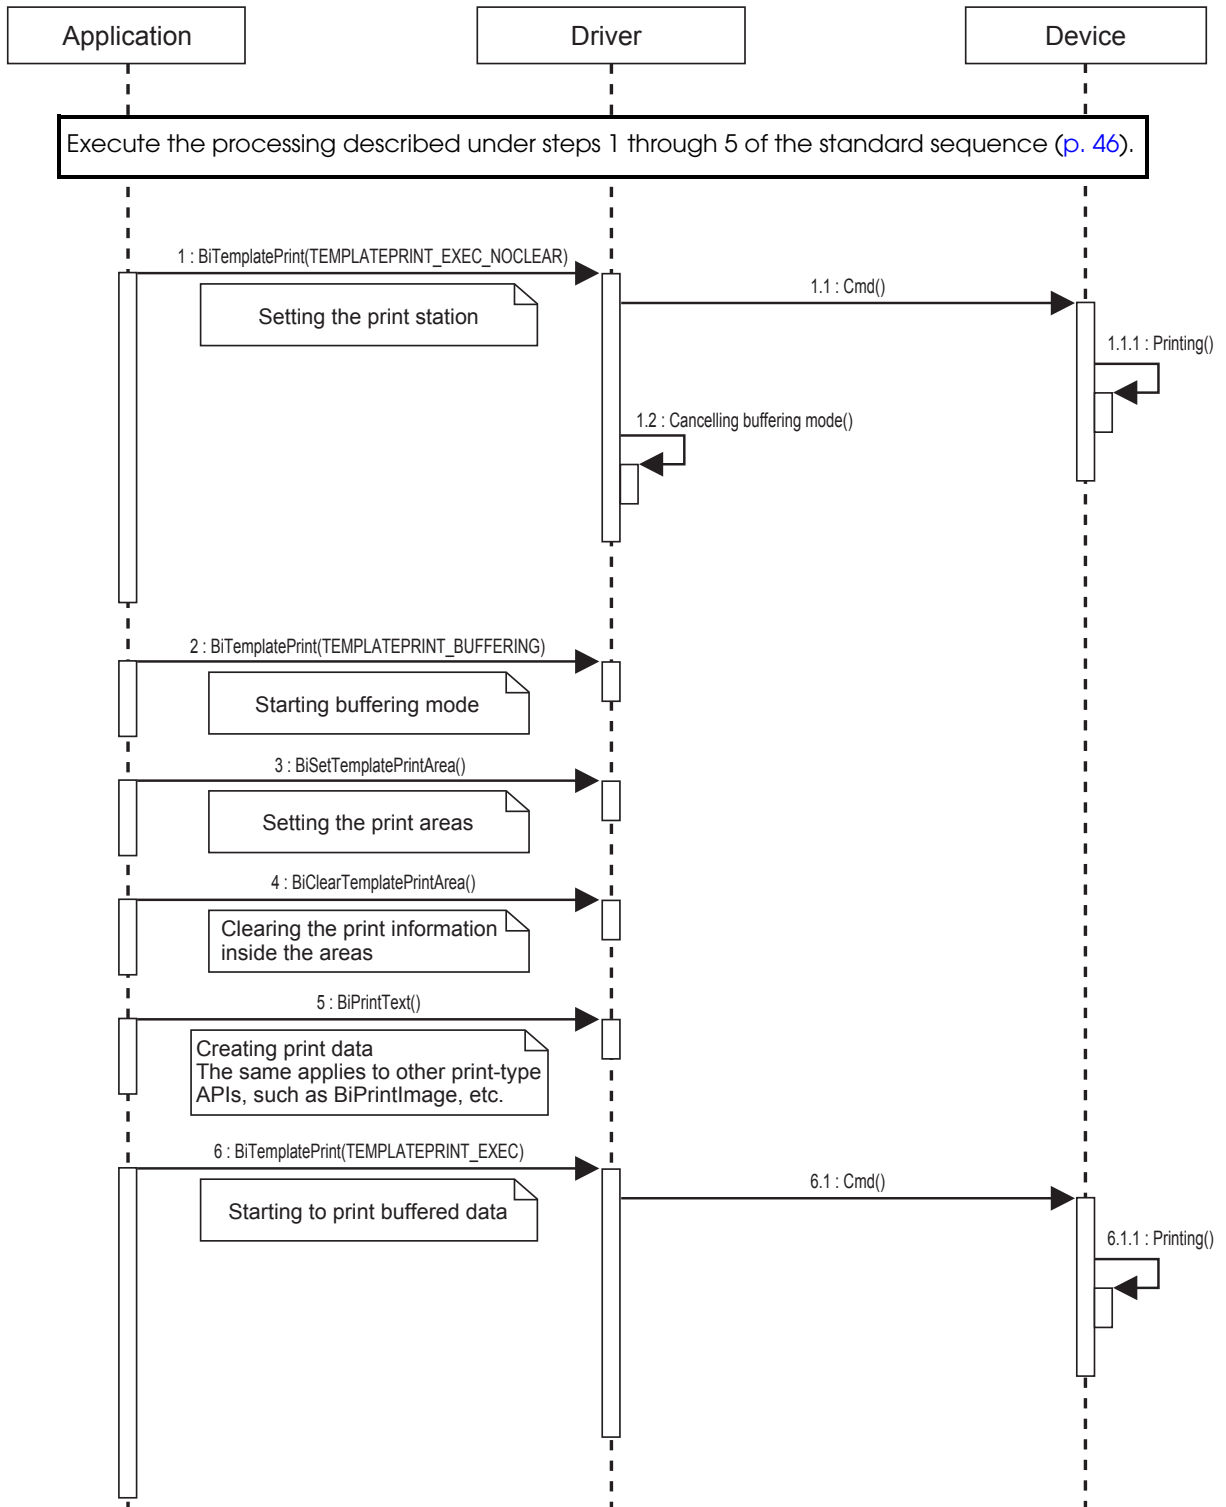 Application
Driver
Device
Execute the processing described under steps 1 through 5 of the standard sequence (p. 46).
1 : BiTemplatePrint(TEMPLATEPRINT_EXEC_NOCLEAR)
Setting the print station
1.1 : Cmd()
1.1.1 : Printing()
1.2 : Cancelling buffering mode()
2 : BiTemplatePrint(TEMPLATEPRINT_BUFFERING)
Starting buffering mode
3 : BiSetTemplatePrintArea()
Setting the print areas
4 : BiClearTemplatePrintArea()
Clearing the print information
inside the areas
5 : BiPrintText()
Creating print data
The same applies to other print-type
APIs, such as BiPrintImage, etc.
6 : BiTemplatePrint(TEMPLATEPRINT_EXEC)
Starting to print buffered data
6.1 : Cmd()
6.1.1 : Printing()